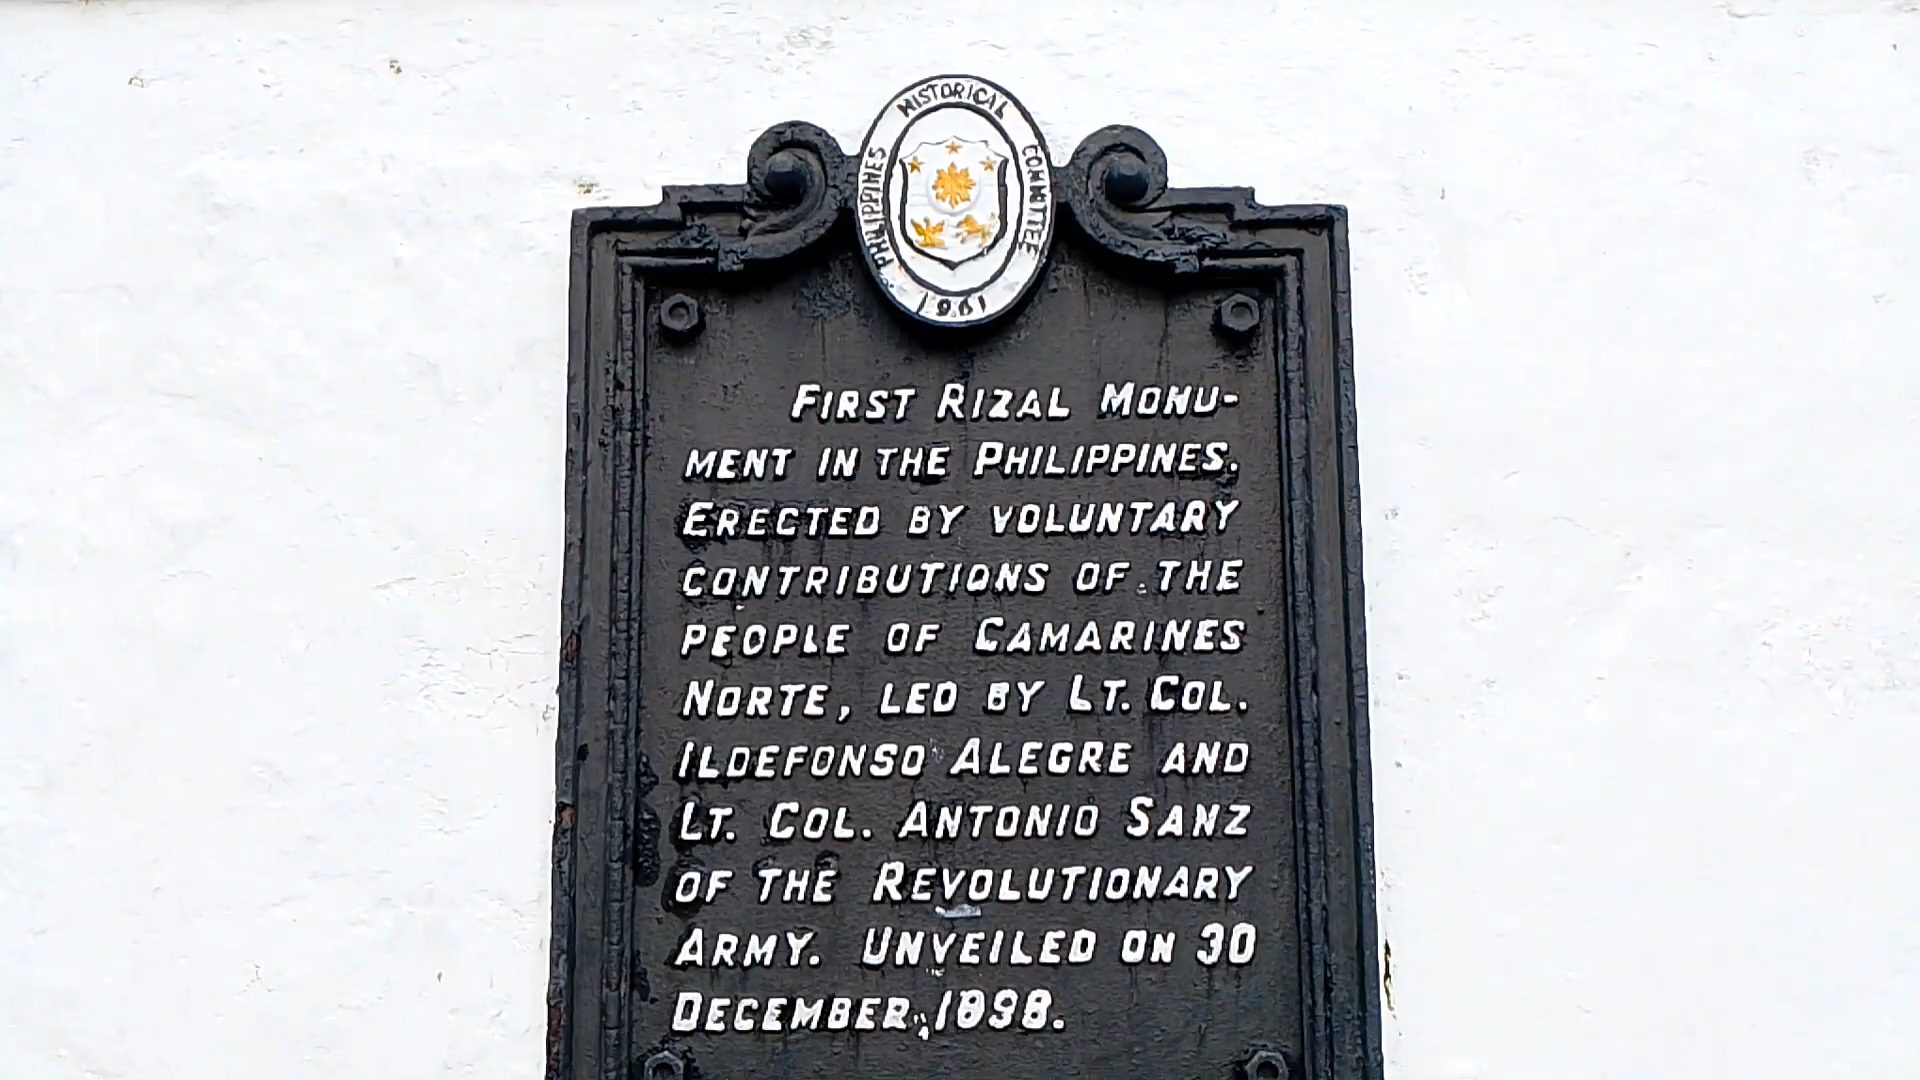 PHILIPPINES HISTORICAL COMMITTEE
1961
FIRST RIZAL MONU-
MENT IN THE PHILIPPINES.
ERECTED BY VOLUNTARY
CONTRIBUTIONS OF THE
PEOPLE OF CAMARINES
NORTE, LED BY LT. COL.
ILDEFONSO ALEGRE AND
LT. COL. ANTONIO SANZ
OF THE REVOLUTIONARY
ARMY. UNVEILED ON 30
DECEMBER, 1898.